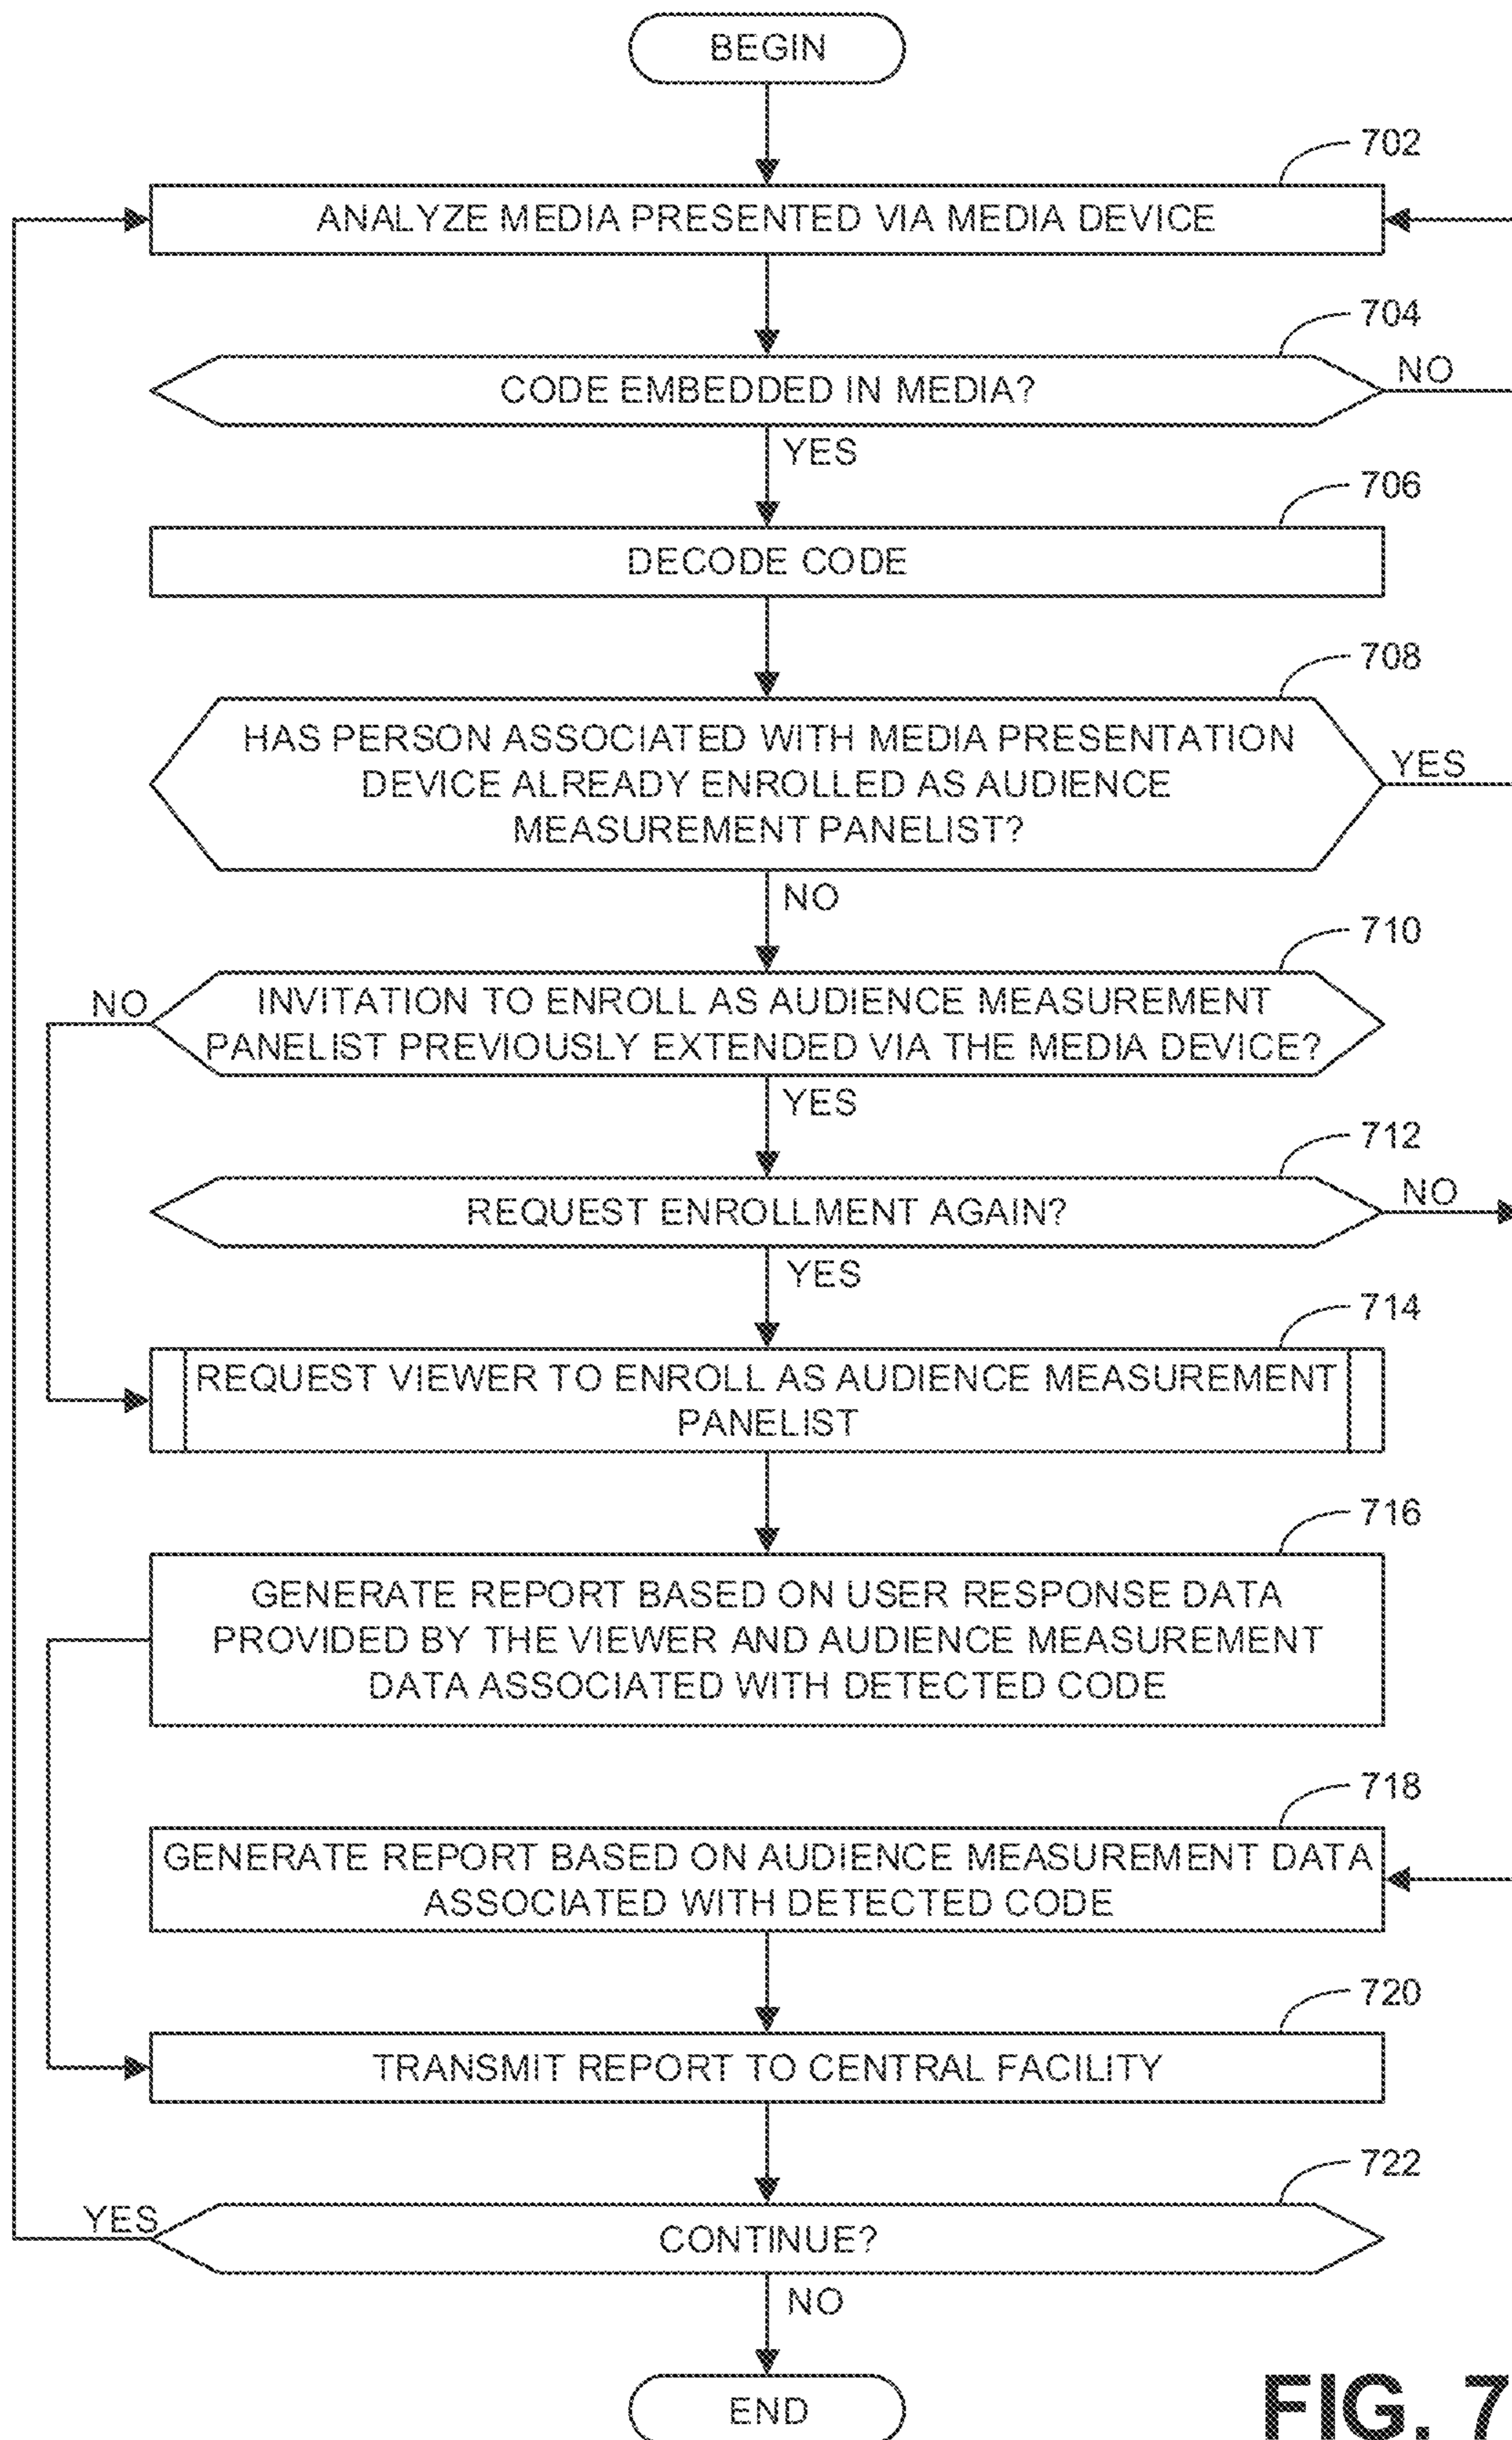 BEGIN
702
ANALYZE MEDIA PRESENTED VIA MEDIA DEVICE
704
CODE EMBEDDED IN MEDIA?
NO
YES
706
DECODE CODE
708
HAS PERSON ASSOCIATED WITH MEDIA PRESENTATION
DEVICE ALREADY ENROLLED AS AUDIENCE
MEASUREMENT PANELIST?
YES
NO
710
NO
INVITATION TO ENROLL AS AUDIENCE MEASUREMENT
PANELIST PREVIOUSLY EXTENDED VIA THE MEDIA DEVICE?
YES
712
REQUEST ENROLLMENT AGAIN?
NO
YES
714
REQUEST VIEWER TO ENROLL AS AUDIENCE MEASUREMENT
PANELIST
716
GENERATE REPORT BASED ON USER RESPONSE DATA
PROVIDED BY THE VIEWER AND AUDIENCE MEASUREMENT
DATA ASSOCIATED WITH DETECTED CODE
718
GENERATE REPORT BASED ON AUDIENCE MEASUREMENT DATA
ASSOCIATED WITH DETECTED CODE
720
TRANSMIT REPORT TO CENTRAL FACILITY
722
YES
CONTINUE?
NO
END
FIG. 7